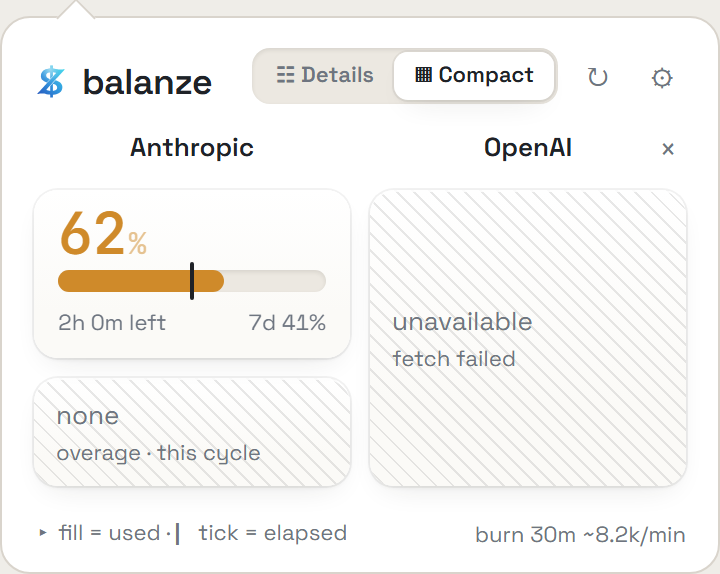 balanze
Details
Compact
Anthropic
OpenAI
×
62%
2h 0m left
7d 41%
unavailable
fetch failed
none
overage · this cycle
▸ fill = used · | tick = elapsed
burn 30m ~8.2k/min